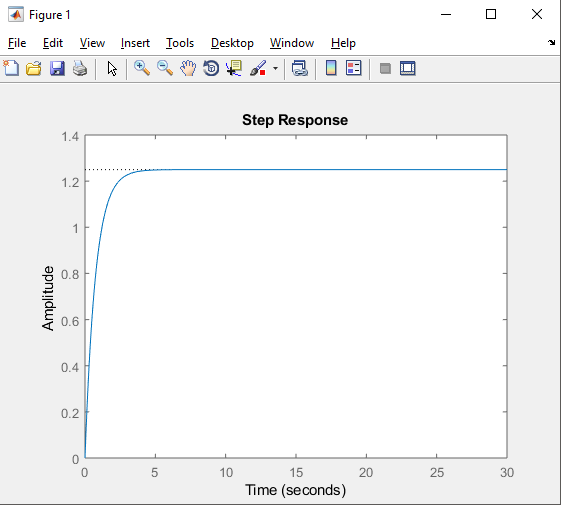 Figure 1
File Edit View Insert Tools Desktop Window Help
Step Response
1.4
1.2
1
0.8
0.6
0.4
0.2
0
Amplitude
0 5 10 15 20 25 30
Time (seconds)